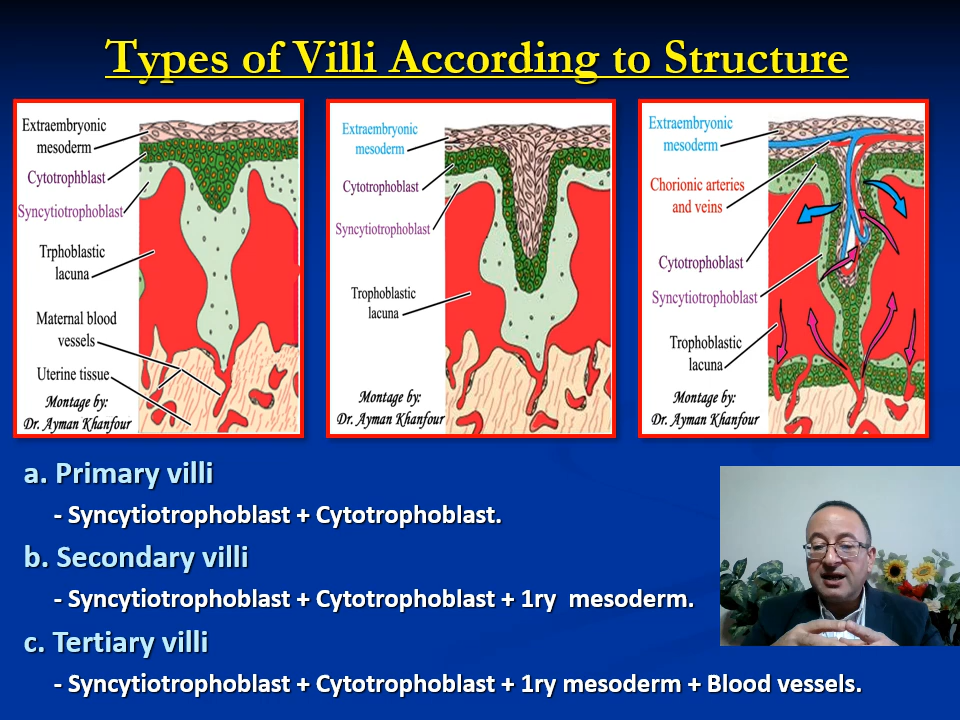 Types of Villi According to Structure
Extraembryonic
mesoderm
Cytotrophblast
Syncytiotrophoblast
Trphoblastic
lacuna
Maternal blood
vessels
Uterine tissue
Montage by:
Dr. Ayman Khanfour
Extraembryonic
mesoderm
Cytotrophoblast
Syncytiotrophoblast
Trophoblastic
lacuna
Montage by:
Dr. Ayman Khanfour
Extraembryonic
mesoderm
Chorionic arteries
and veins
Cytotrophoblast
Syncytiotrophoblast
Trophoblastic
lacuna
Montage by:
Dr. Ayman Khanfour
a. Primary villi
- Syncytiotrophoblast + Cytotrophoblast.
b. Secondary villi
- Syncytiotrophoblast + Cytotrophoblast + 1ry mesoderm.
c. Tertiary villi
- Syncytiotrophoblast + Cytotrophoblast + 1ry mesoderm + Blood vessels.